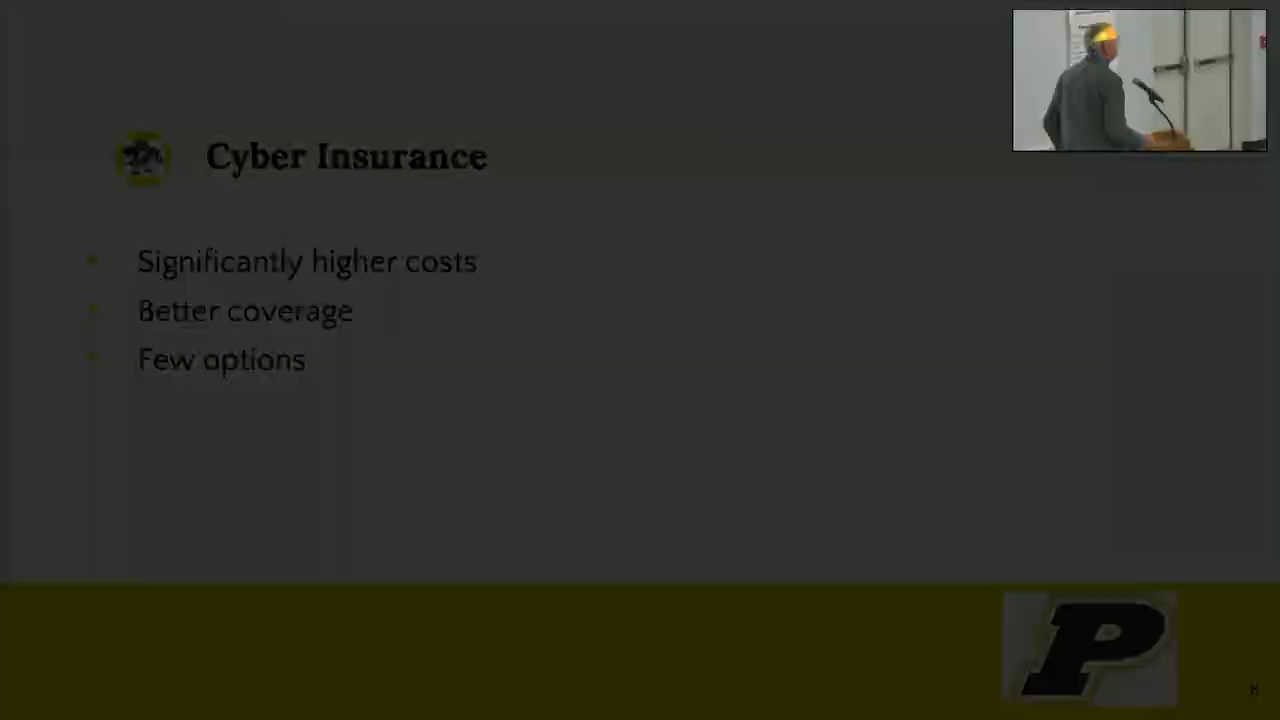 Cyber Insurance
Significantly higher costs
Better coverage
Few options
P